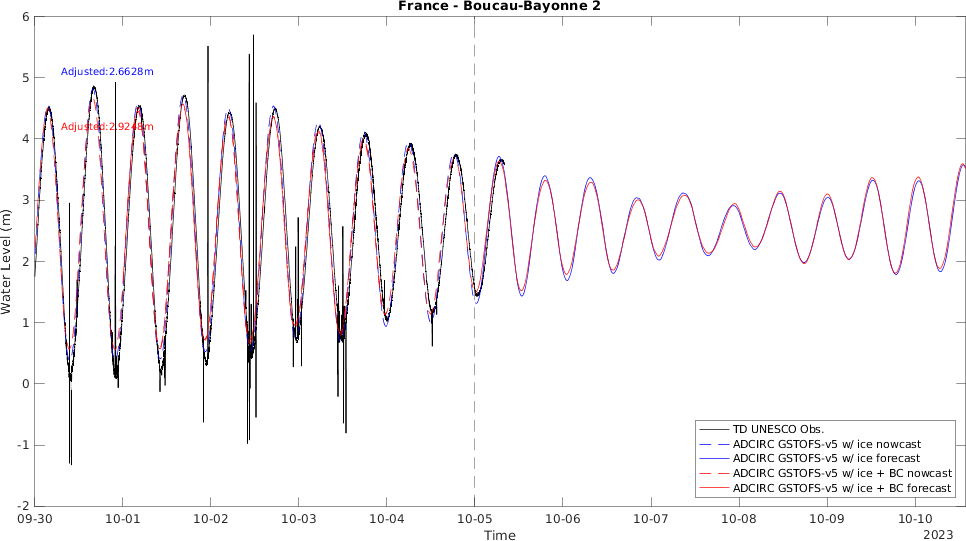 France - Boucau-Bayonne 2
6
5
4
3
2
1
0
-1
-2
Water Level (m)
Adjusted:2.6628m
Adjusted:2.9248m
TD UNESCO Obs.
ADCIRC GSTOFS-v5 w/ ice nowcast
ADCIRC GSTOFS-v5 w/ ice forecast
ADCIRC GSTOFS-v5 w/ ice + BC nowcast
ADCIRC GSTOFS-v5 w/ ice + BC forecast
09-30 10-01 10-02 10-03 10-04 10-05 10-06 10-07 10-08 10-09 10-10
Time
2023